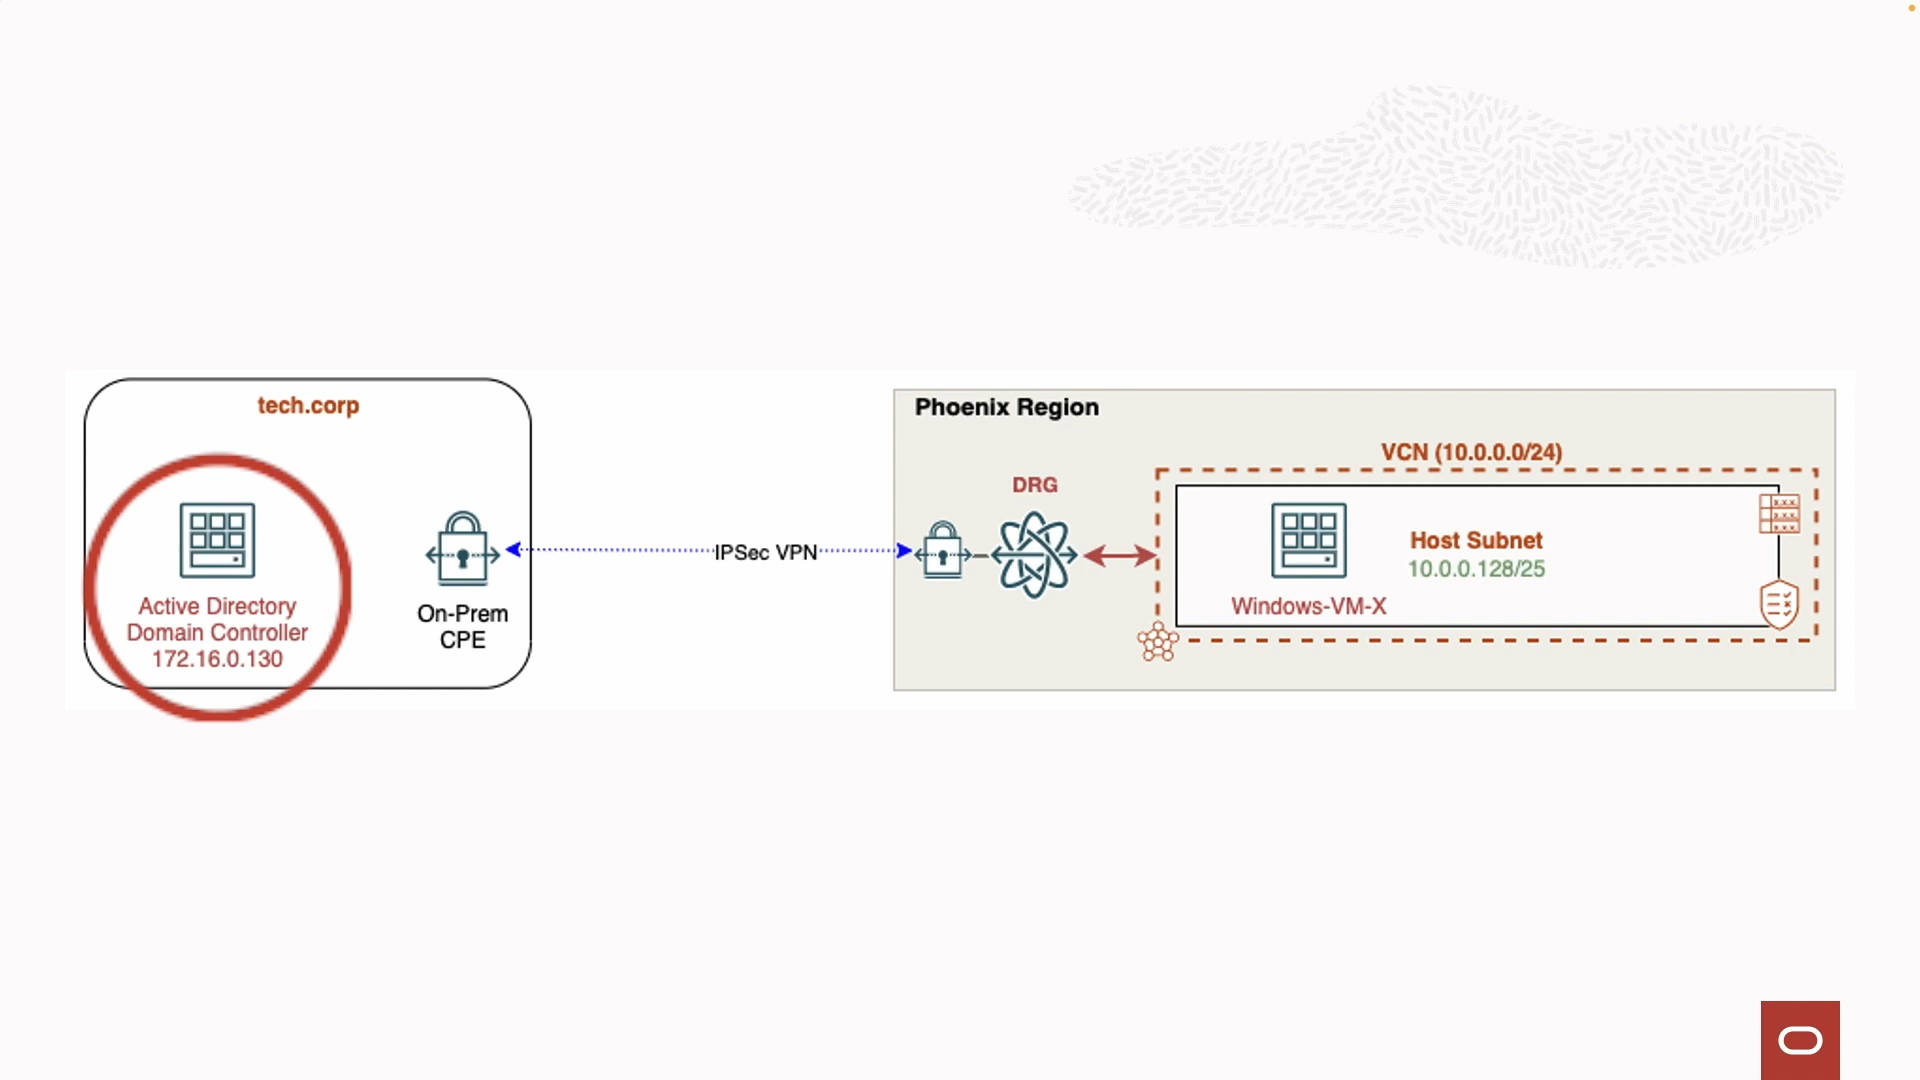 tech.corp
Active Directory
Domain Controller
172.16.0.130
On-Prem
CPE
IPSec VPN
Phoenix Region
DRG
VCN (10.0.0.0/24)
Windows-VM-X
Host Subnet
10.0.0.128/25